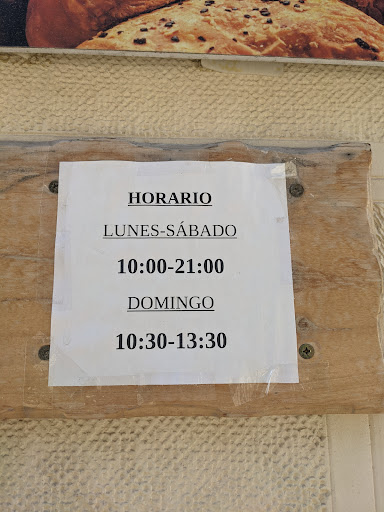 HORARIO
LUNES-SÁBADO
10:00-21:00
DOMINGO
10:30-13:30